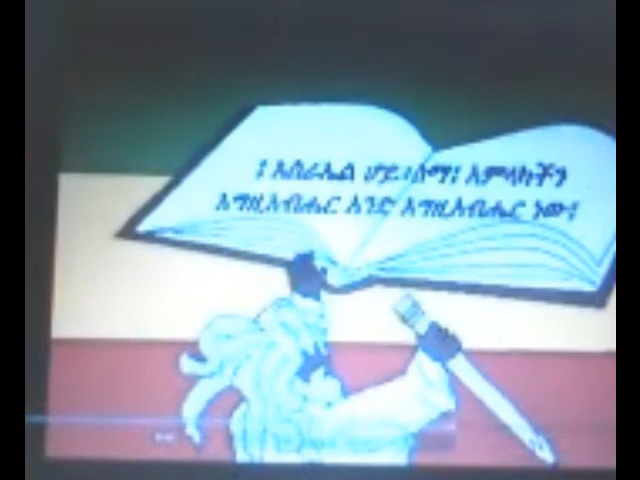 ፤ እስራኤል ሆይ፡ስማ፤ አምላካችን
እግዚአብሔር አንድ እግዚአብሔር ነው፤